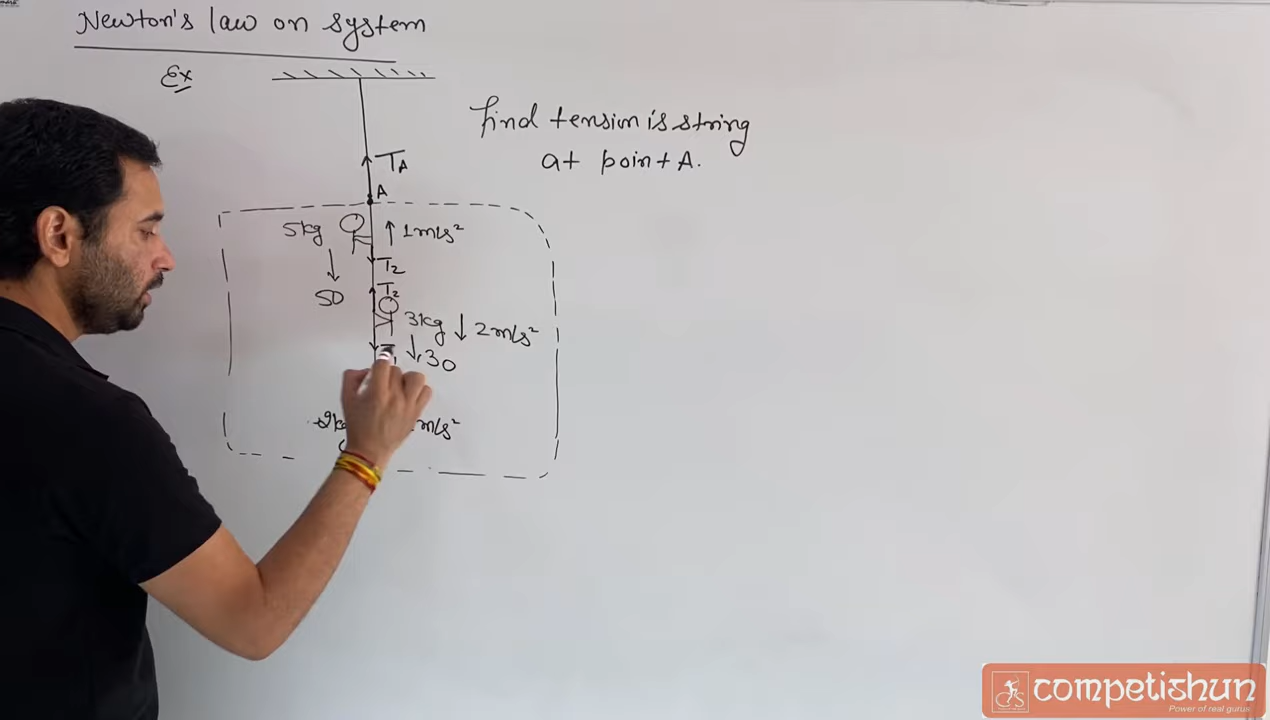 Newton's law on system
Ex
find tension is string
at point A.
TA
A
5kg
1m/s²
T2
50
T2
3kg
2m/s²
30
m/s²
competishun
Power of real gurus